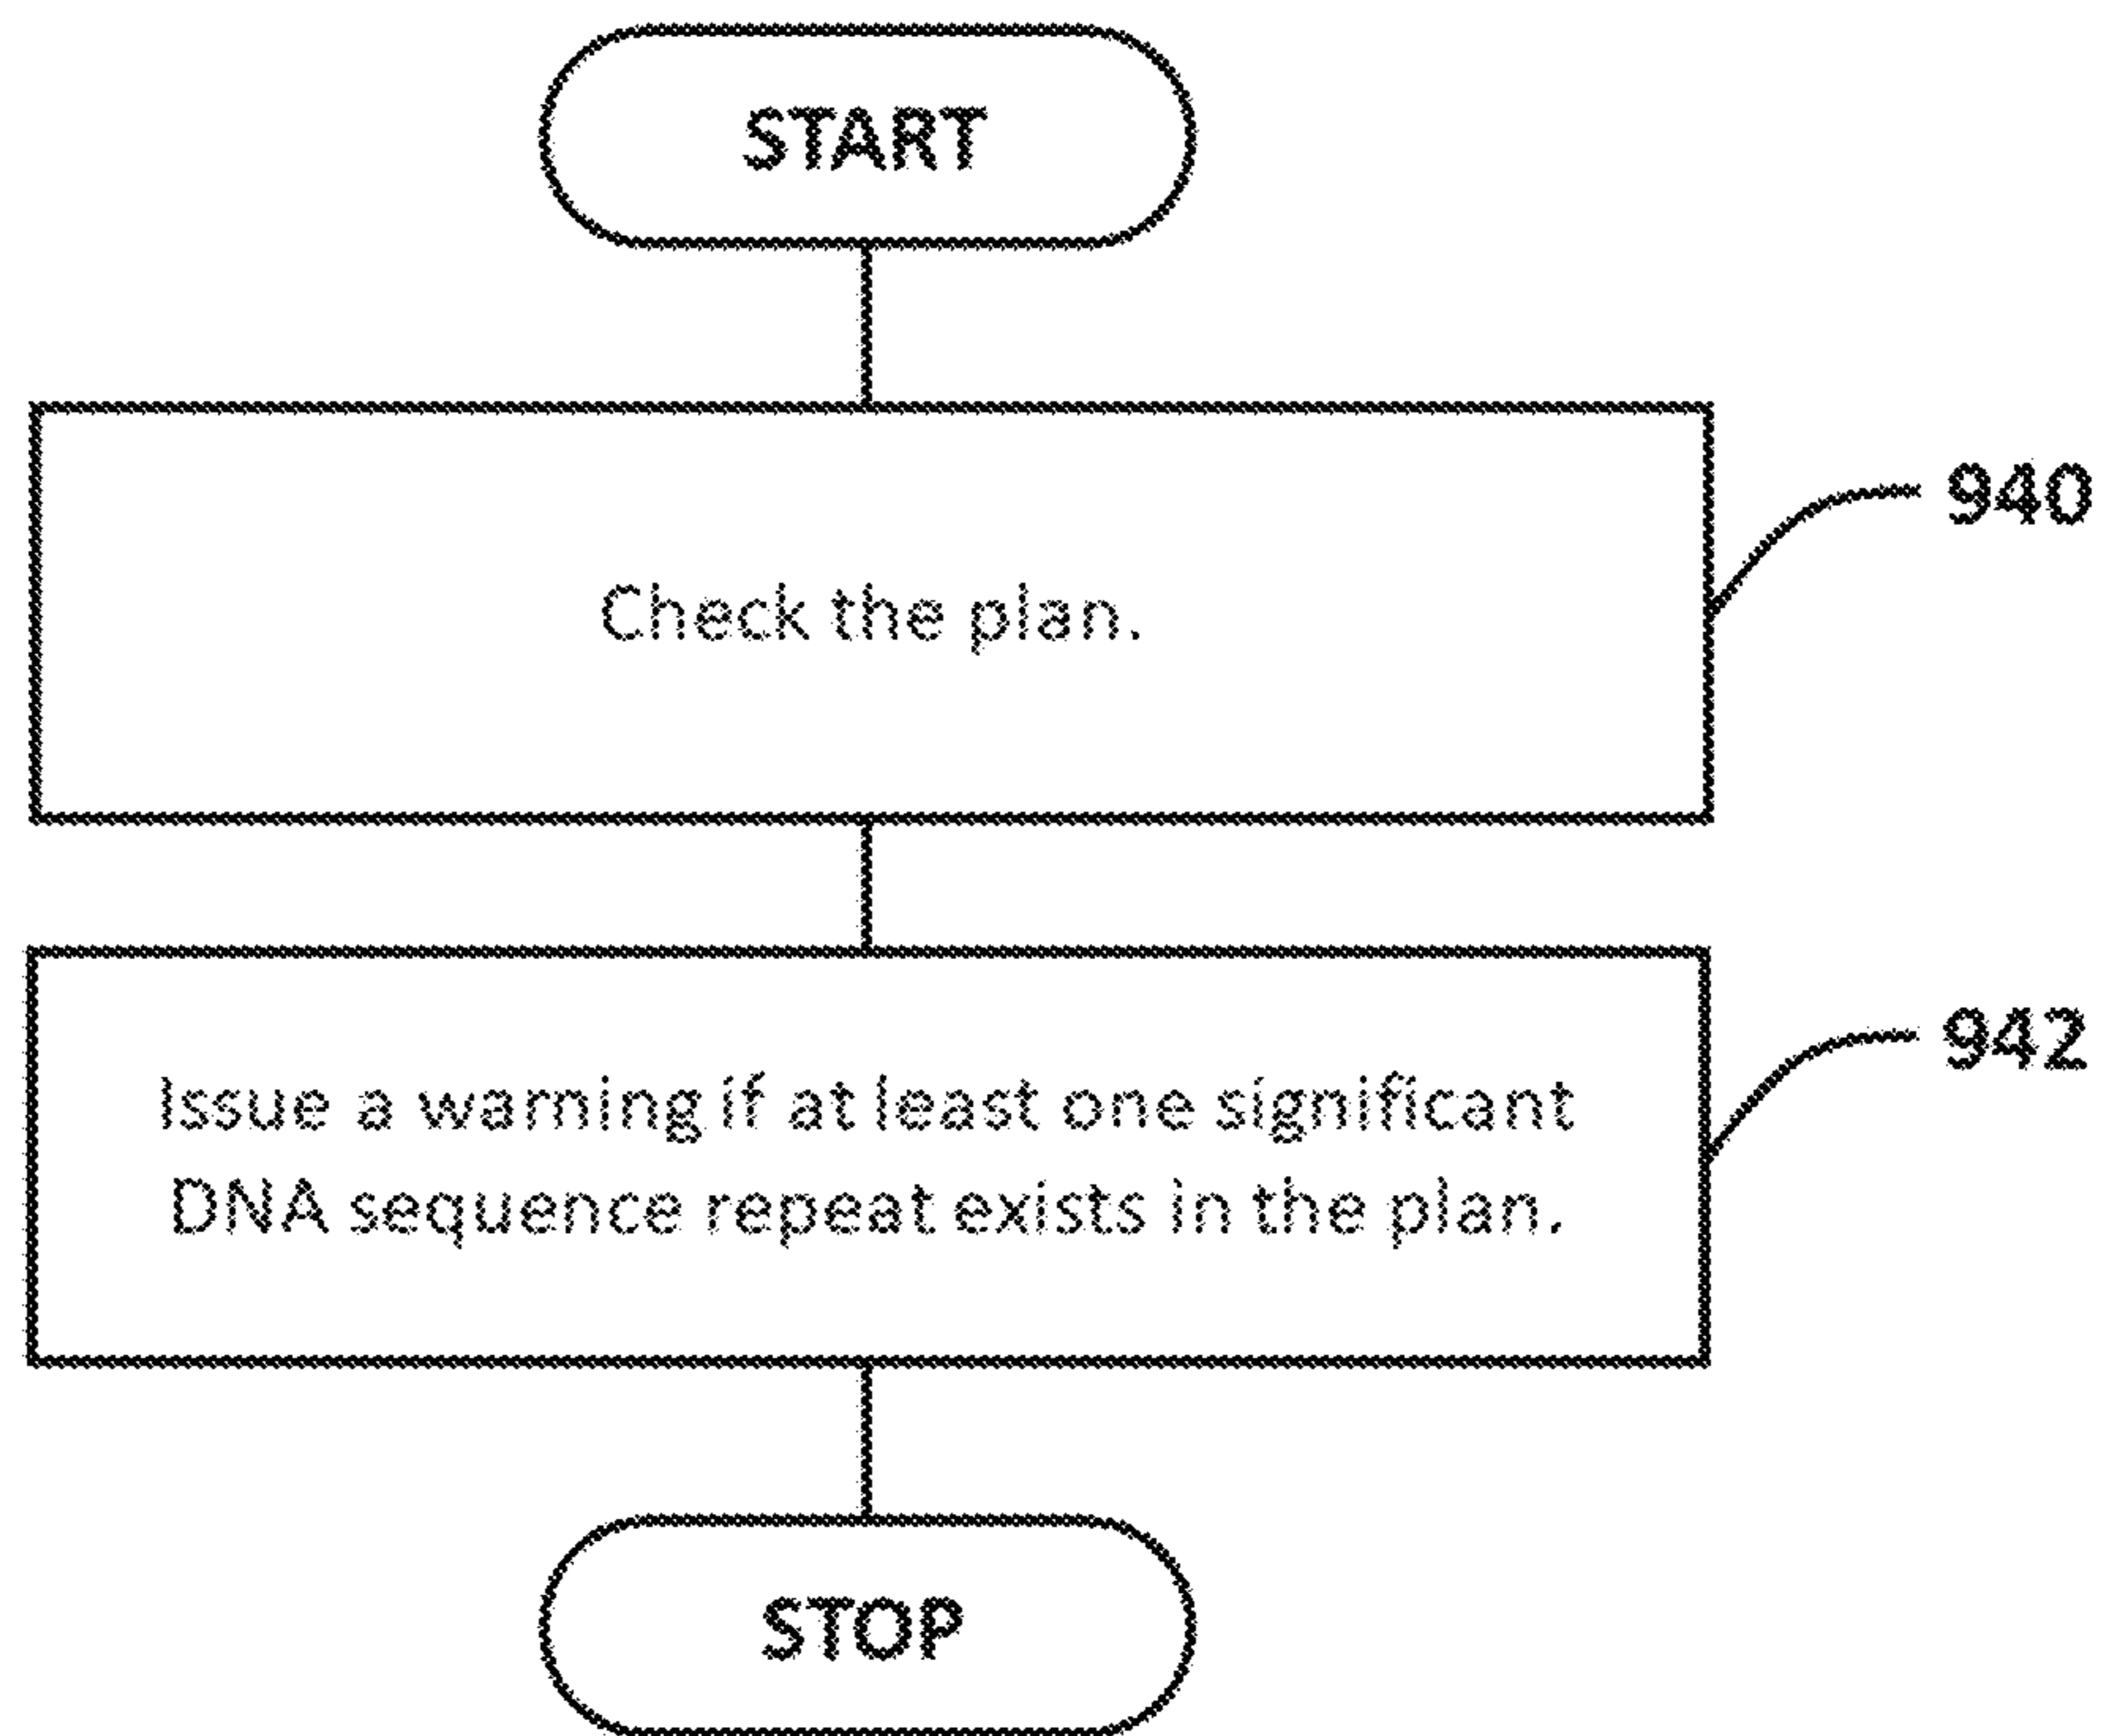 START
Check the plan.
940
Issue a warning if at least one significant
DNA sequence repeat exists in the plan.
942
STOP